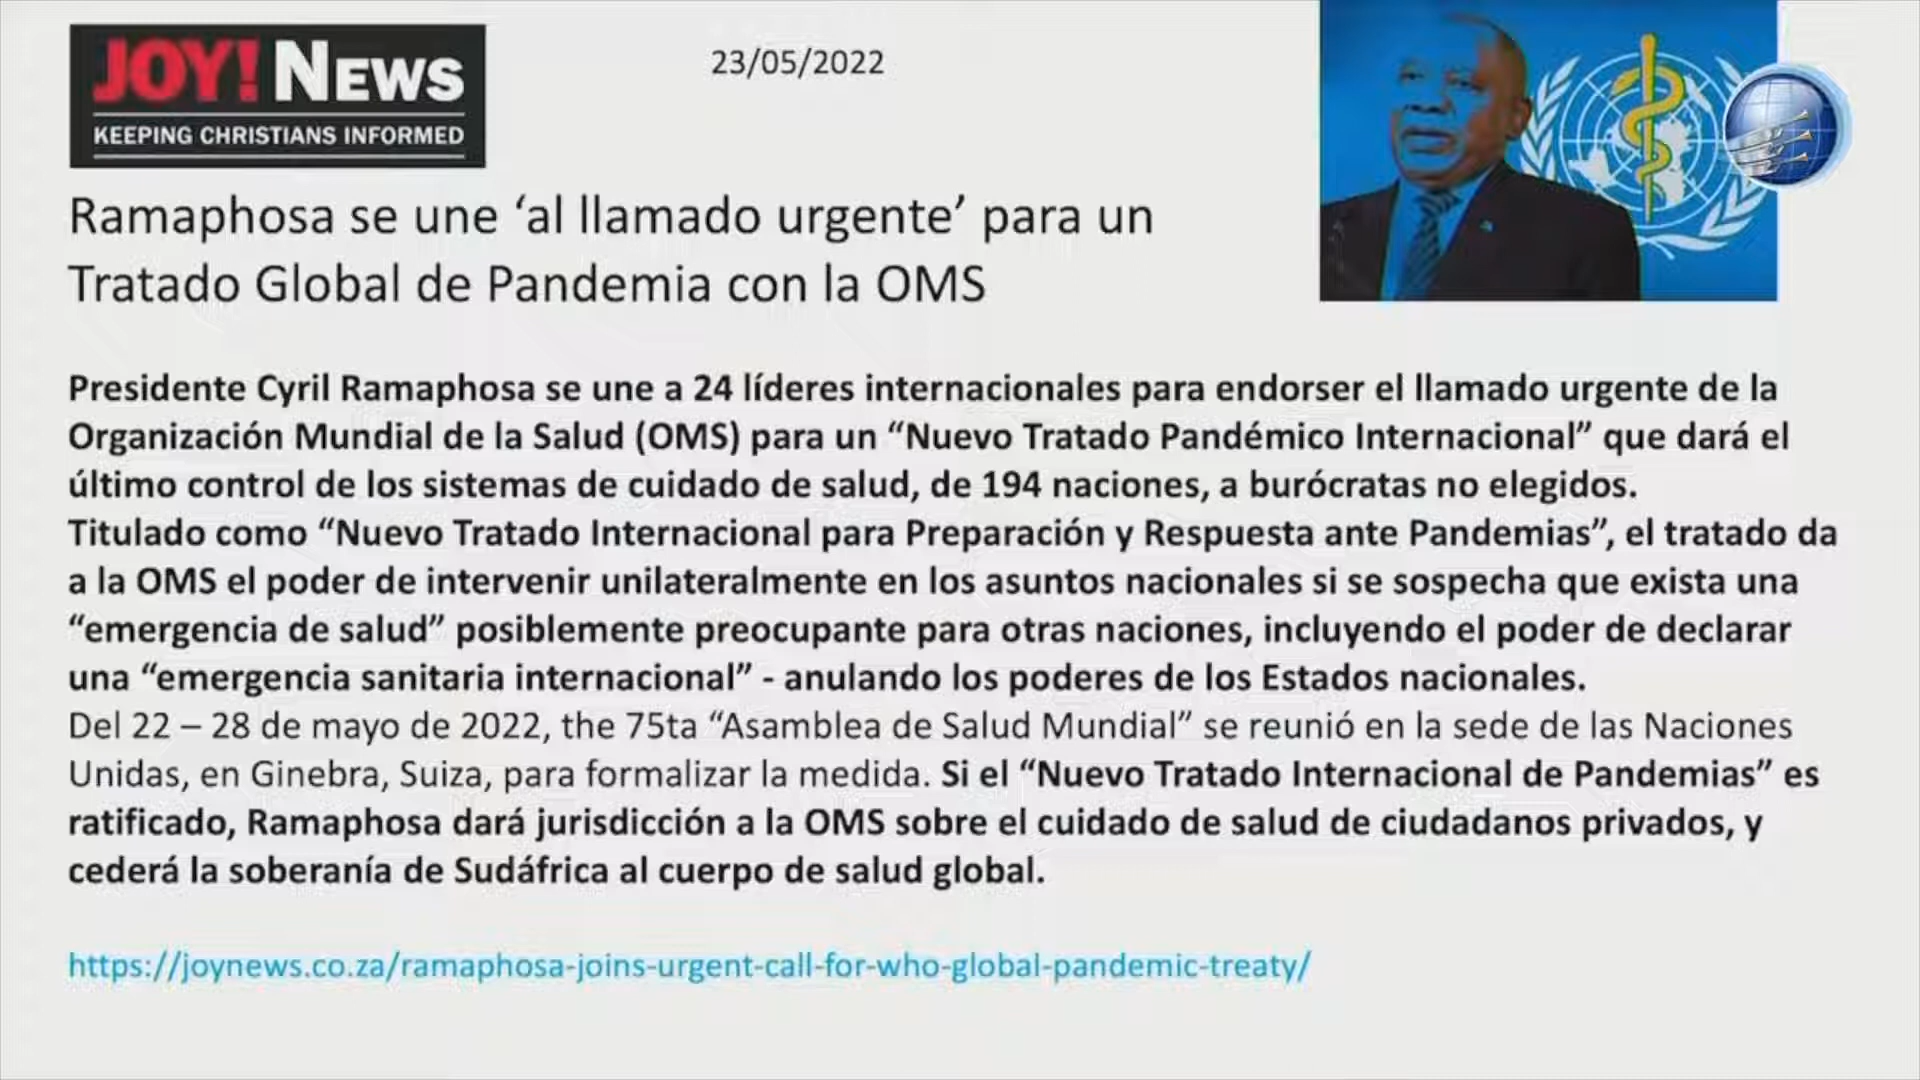 JOY! NEWS
KEEPING CHRISTIANS INFORMED
23/05/2022
Ramaphosa se une ‘al llamado urgente’ para un
Tratado Global de Pandemia con la OMS
Presidente Cyril Ramaphosa se une a 24 líderes internacionales para endorser el llamado urgente de la
Organización Mundial de la Salud (OMS) para un “Nuevo Tratado Pandémico Internacional” que dará el
último control de los sistemas de cuidado de salud, de 194 naciones, a burócratas no elegidos.
Titulado como “Nuevo Tratado Internacional para Preparación y Respuesta ante Pandemias”, el tratado da
a la OMS el poder de intervenir unilateralmente en los asuntos nacionales si se sospecha que exista una
“emergencia de salud” posiblemente preocupante para otras naciones, incluyendo el poder de declarar
una “emergencia sanitaria internacional” - anulando los poderes de los Estados nacionales.
Del 22 – 28 de mayo de 2022, the 75ta “Asamblea de Salud Mundial” se reunió en la sede de las Naciones
Unidas, en Ginebra, Suiza, para formalizar la medida. Si el “Nuevo Tratado Internacional de Pandemias” es
ratificado, Ramaphosa dará jurisdicción a la OMS sobre el cuidado de salud de ciudadanos privados, y
cederá la soberanía de Sudáfrica al cuerpo de salud global.
https://joynews.co.za/ramaphosa-joins-urgent-call-for-who-global-pandemic-treaty/